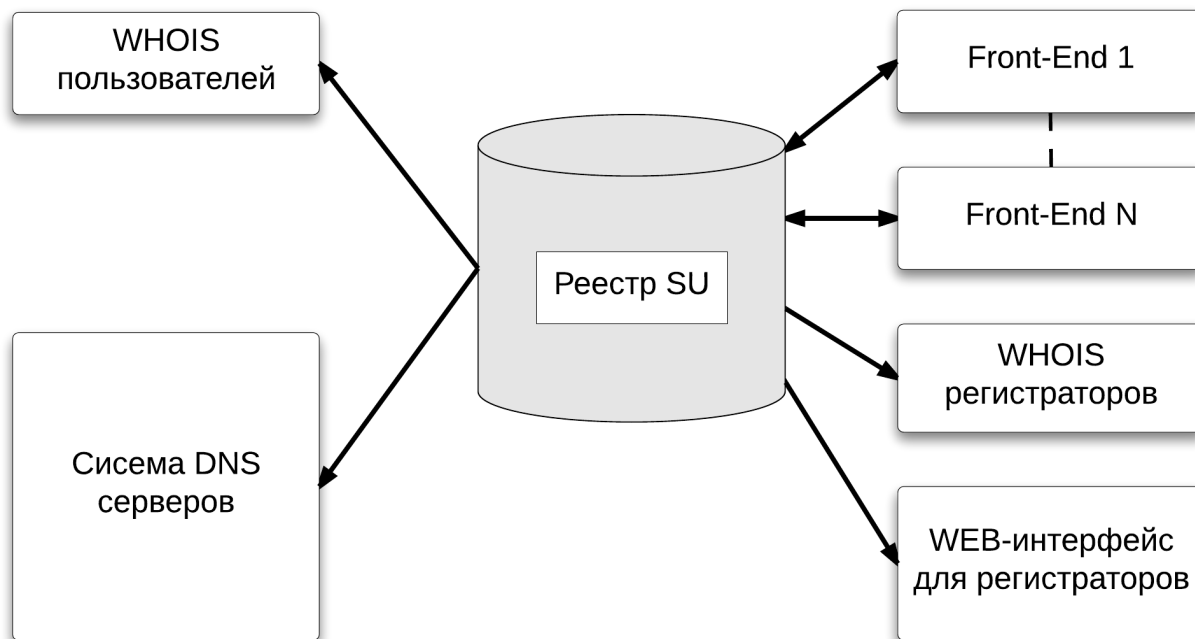 WHOIS
пользователей
Front-End 1
Front-End N
Реестр SU
WHOIS
регистраторов
Сисема DNS
серверов
WEB-интерфейс
для регистраторов